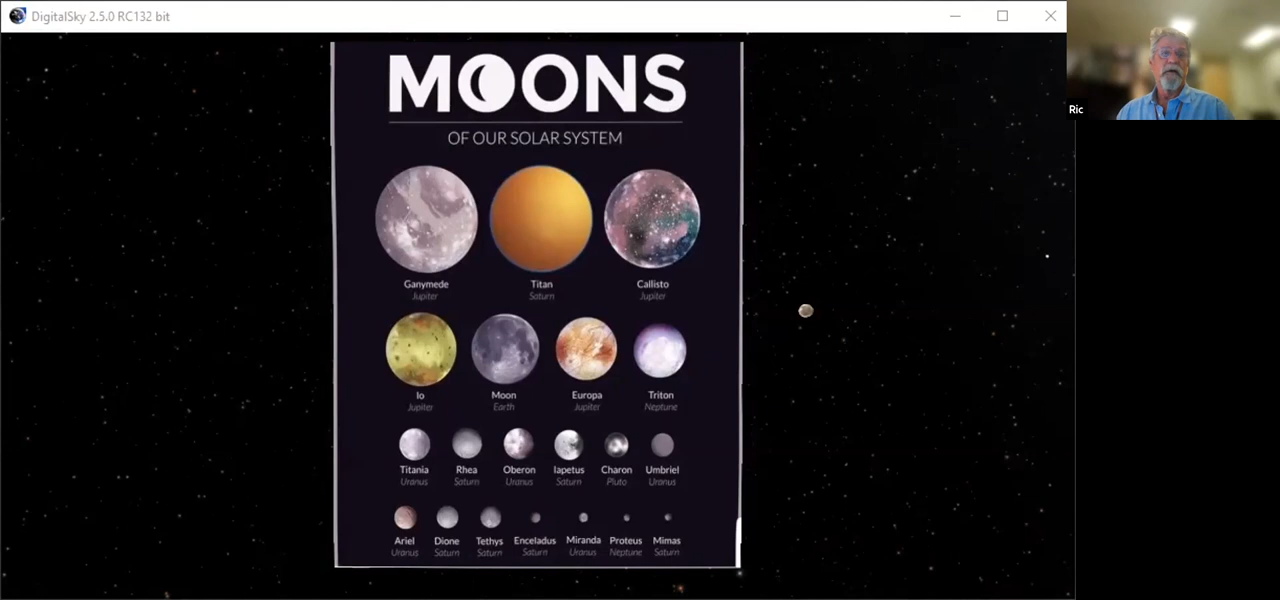 DigitalSky 2.5.0 RC132 bit
Ric
MOONS
OF OUR SOLAR SYSTEM
Ganymede Titan Callisto
Jupiter Saturn Jupiter
Io Moon Europa Triton
Jupiter Earth Jupiter Neptune
Titania Rhea Oberon Iapetus Charon Umbriel
Uranus Saturn Uranus Saturn Pluto Uranus
Ariel Dione Tethys Enceladus Miranda Proteus Mimas
Uranus Saturn Saturn Saturn Uranus Neptune Saturn